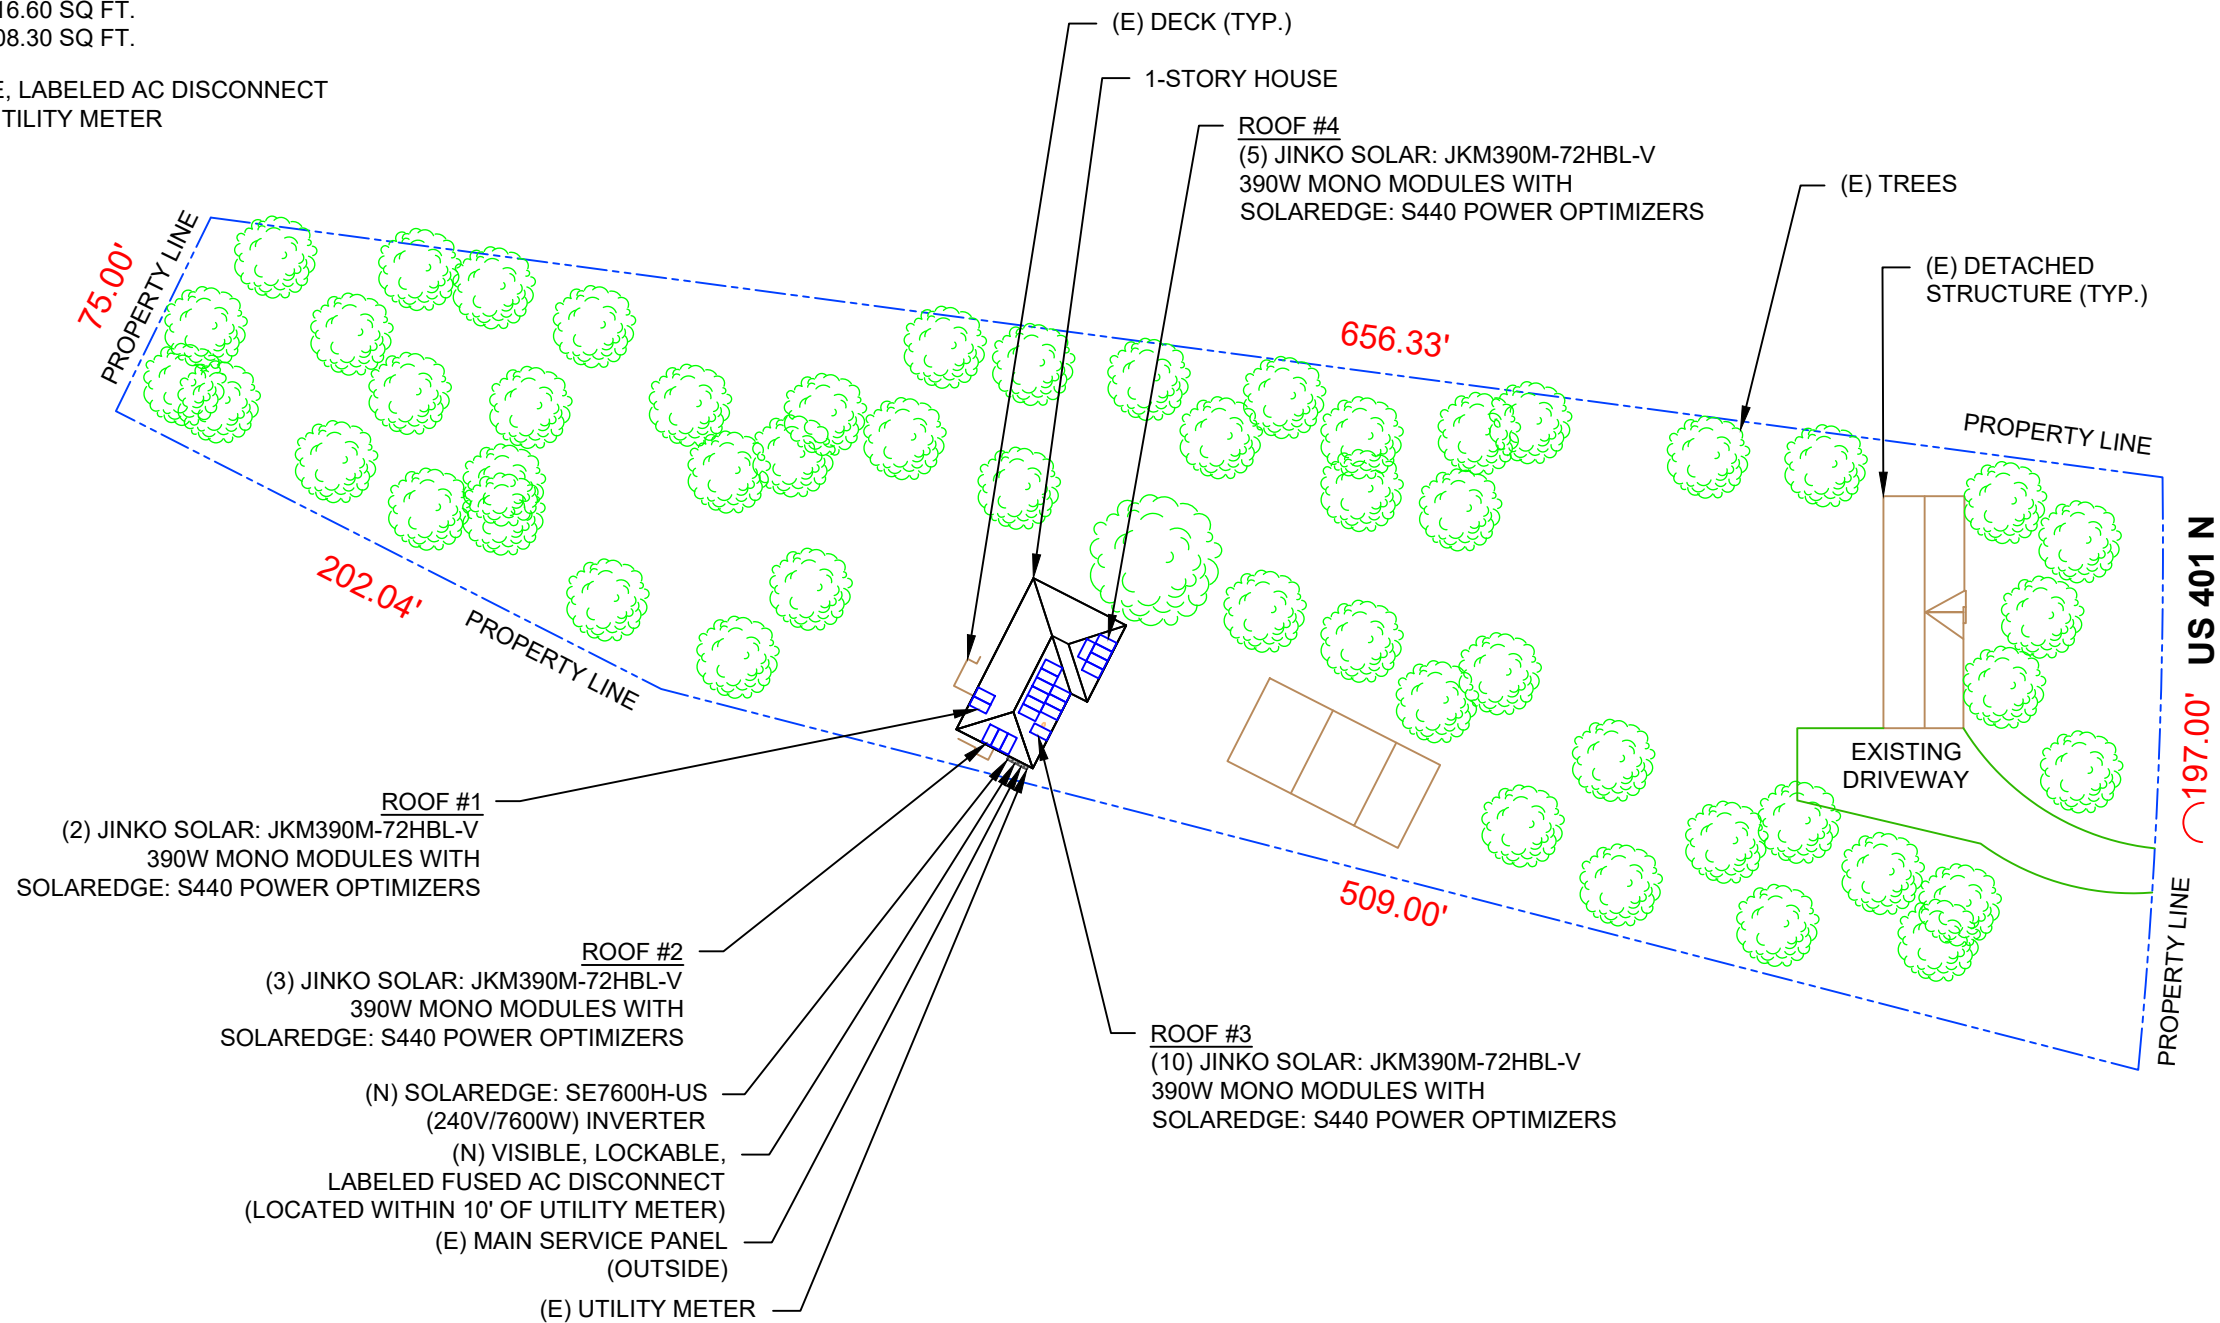 16.60 SQ FT.
08.30 SQ FT.
E, LABELED AC DISCONNECT
TILITY METER
(E) DECK (TYP.)
1-STORY HOUSE
ROOF #4
(5) JINKO SOLAR: JKM390M-72HBL-V
390W MONO MODULES WITH
SOLAREDGE: S440 POWER OPTIMIZERS
(E) TREES
(E) DETACHED
STRUCTURE (TYP.)
75.00'
PROPERTY LINE
656.33'
PROPERTY LINE
202.04'
PROPERTY LINE
US 401 N
197.00'
EXISTING
DRIVEWAY
509.00'
PROPERTY LINE
ROOF #1
(2) JINKO SOLAR: JKM390M-72HBL-V
390W MONO MODULES WITH
SOLAREDGE: S440 POWER OPTIMIZERS
ROOF #2
(3) JINKO SOLAR: JKM390M-72HBL-V
390W MONO MODULES WITH
SOLAREDGE: S440 POWER OPTIMIZERS
ROOF #3
(10) JINKO SOLAR: JKM390M-72HBL-V
390W MONO MODULES WITH
SOLAREDGE: S440 POWER OPTIMIZERS
(N) SOLAREDGE: SE7600H-US
(240V/7600W) INVERTER
(N) VISIBLE, LOCKABLE,
LABELED FUSED AC DISCONNECT
(LOCATED WITHIN 10' OF UTILITY METER)
(E) MAIN SERVICE PANEL
(OUTSIDE)
(E) UTILITY METER